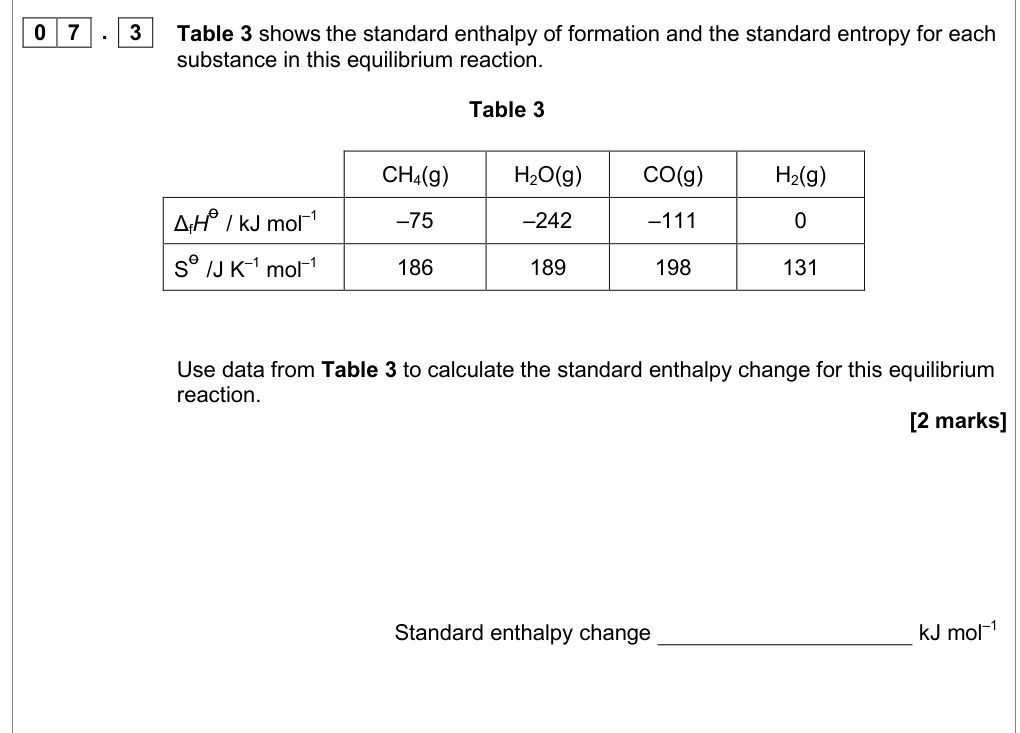 0 7 . 3 Table 3 shows the standard enthalpy of formation and the standard entropy for each
substance in this equilibrium reaction.
Table 3
CH₄(g) H₂O(g) CO(g) H₂(g)
ΔfH⦵ / kJ mol⁻¹ –75 –242 –111 0
S⦵ /J K⁻¹ mol⁻¹ 186 189 198 131
Use data from Table 3 to calculate the standard enthalpy change for this equilibrium
reaction.
[2 marks]
Standard enthalpy change ______________________ kJ mol⁻¹